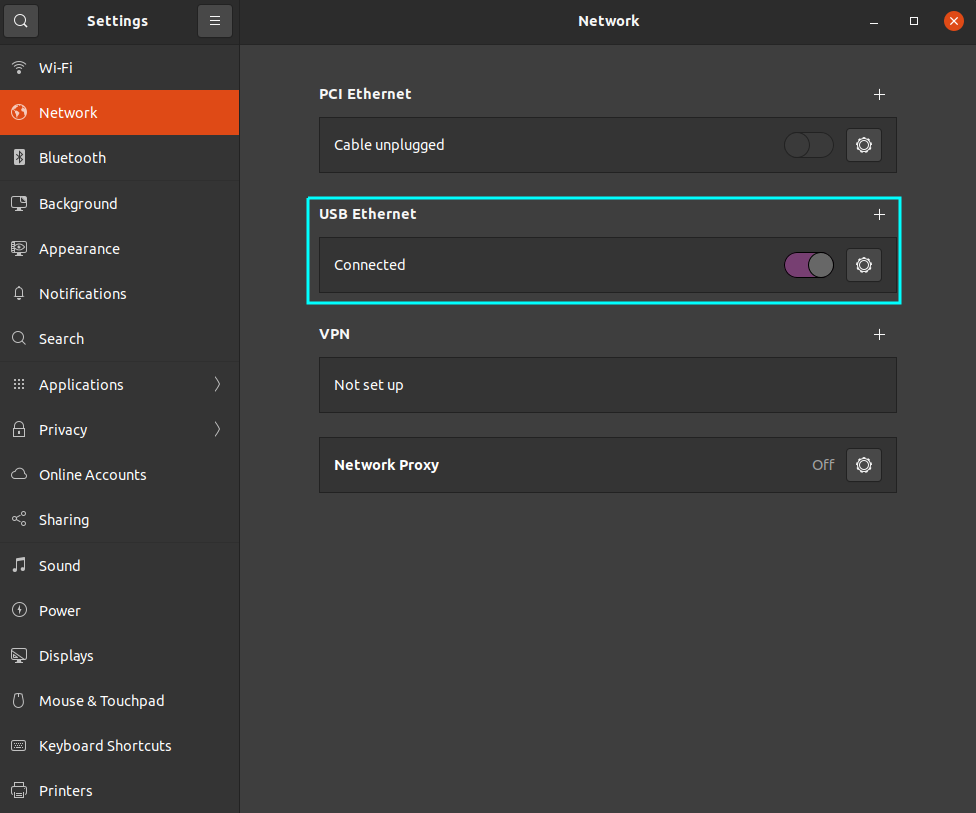 Settings
Network
Wi-Fi
Network
Bluetooth
Background
Appearance
Notifications
Search
Applications
Privacy
Online Accounts
Sharing
Sound
Power
Displays
Mouse & Touchpad
Keyboard Shortcuts
Printers
PCI Ethernet
Cable unplugged
USB Ethernet
Connected
VPN
Not set up
Network Proxy Off